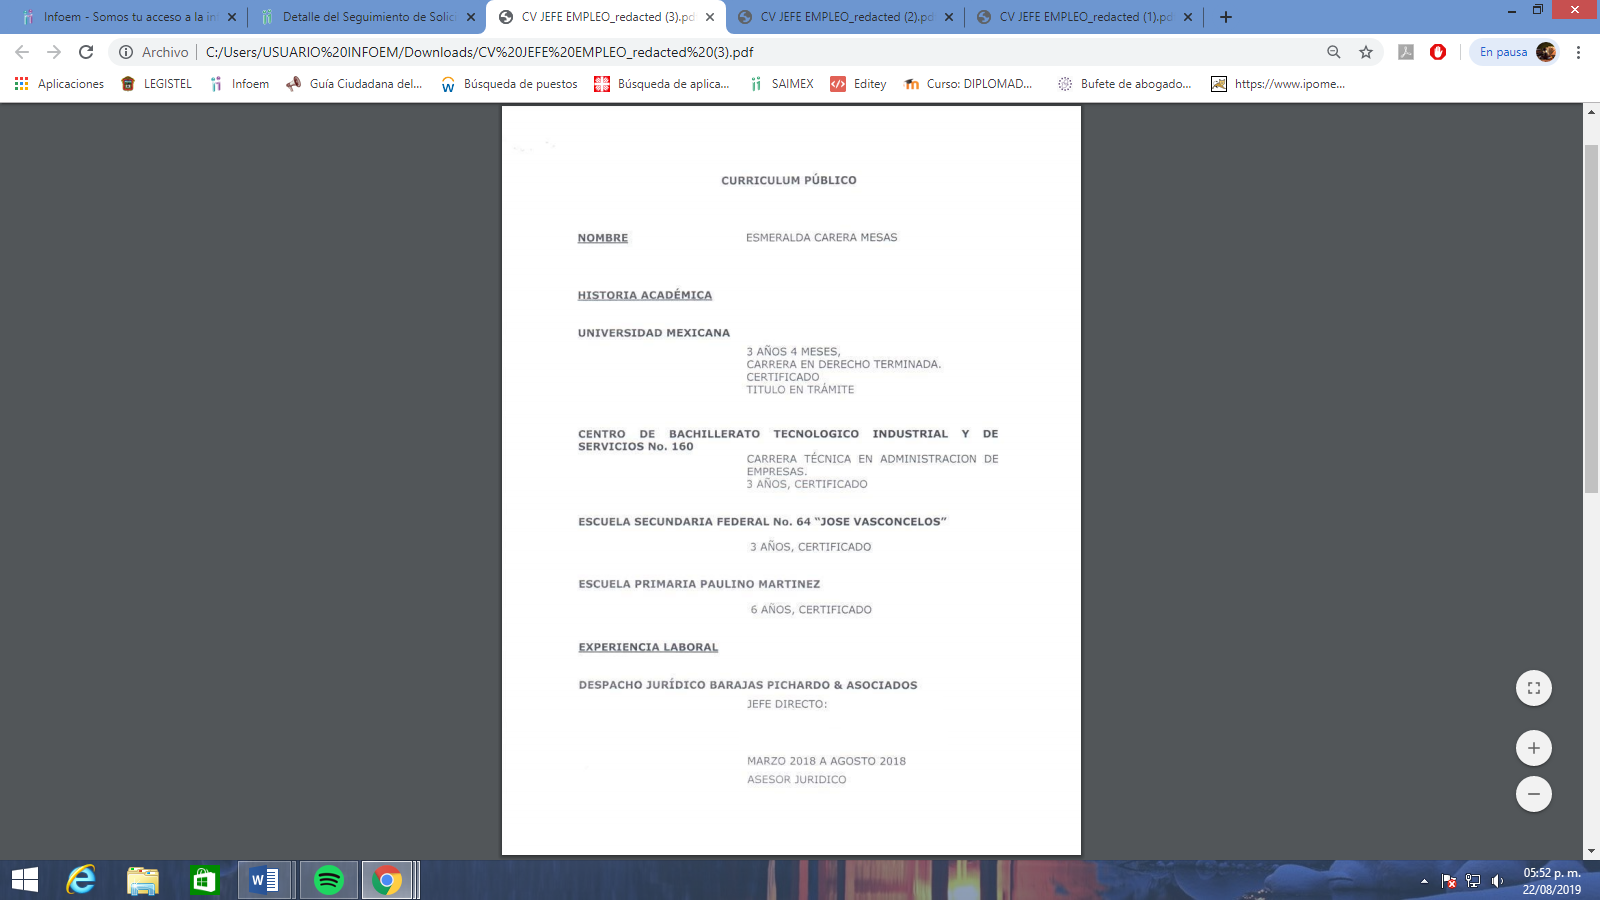 Infoem - Somos tu acceso a la in
Detalle del Seguimiento de Solici
CV JEFE EMPLEO_redacted (3).pd
CV JEFE EMPLEO_redacted (2).pd
CV JEFE EMPLEO_redacted (1).pd
Archivo
C:/Users/USUARIO%20INFOEM/Downloads/CV%20JEFE%20EMPLEO_redacted%20(3).pdf
En pausa
Aplicaciones
LEGISTEL
Infoem
Guía Ciudadana del...
Búsqueda de puestos
Búsqueda de aplica...
SAIMEX
Editey
Curso: DIPLOMAD...
Bufete de abogado...
https://www.ipome...
CURRICULUM PÚBLICO
NOMBRE ESMERALDA CARERA MESAS
HISTORIA ACADÉMICA
UNIVERSIDAD MEXICANA
3 AÑOS 4 MESES,
CARRERA EN DERECHO TERMINADA.
CERTIFICADO
TITULO EN TRÁMITE
CENTRO DE BACHILLERATO TECNOLOGICO INDUSTRIAL Y DE
SERVICIOS No. 160
CARRERA TÉCNICA EN ADMINISTRACION DE
EMPRESAS.
3 AÑOS, CERTIFICADO
ESCUELA SECUNDARIA FEDERAL No. 64 “JOSE VASCONCELOS”
3 AÑOS, CERTIFICADO
ESCUELA PRIMARIA PAULINO MARTINEZ
6 AÑOS, CERTIFICADO
EXPERIENCIA LABORAL
DESPACHO JURÍDICO BARAJAS PICHARDO & ASOCIADOS
JEFE DIRECTO:
MARZO 2018 A AGOSTO 2018
ASESOR JURIDICO
05:52 p. m.
22/08/2019